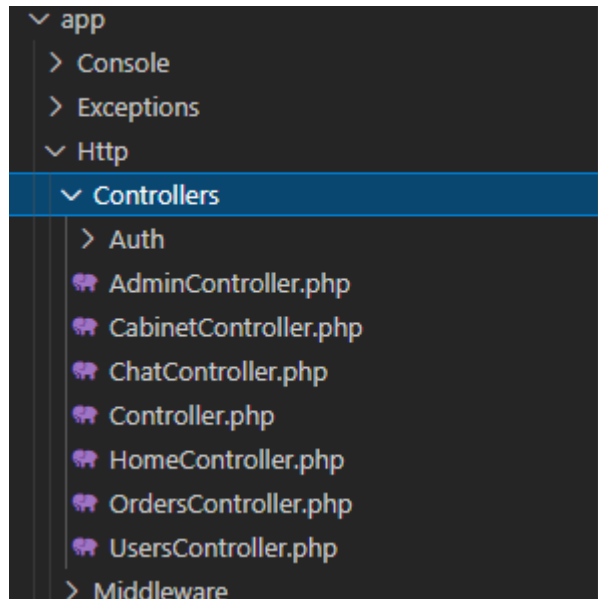 app
Console
Exceptions
Http
Controllers
Auth
AdminController.php
CabinetController.php
ChatController.php
Controller.php
HomeController.php
OrdersController.php
UsersController.php
Middleware